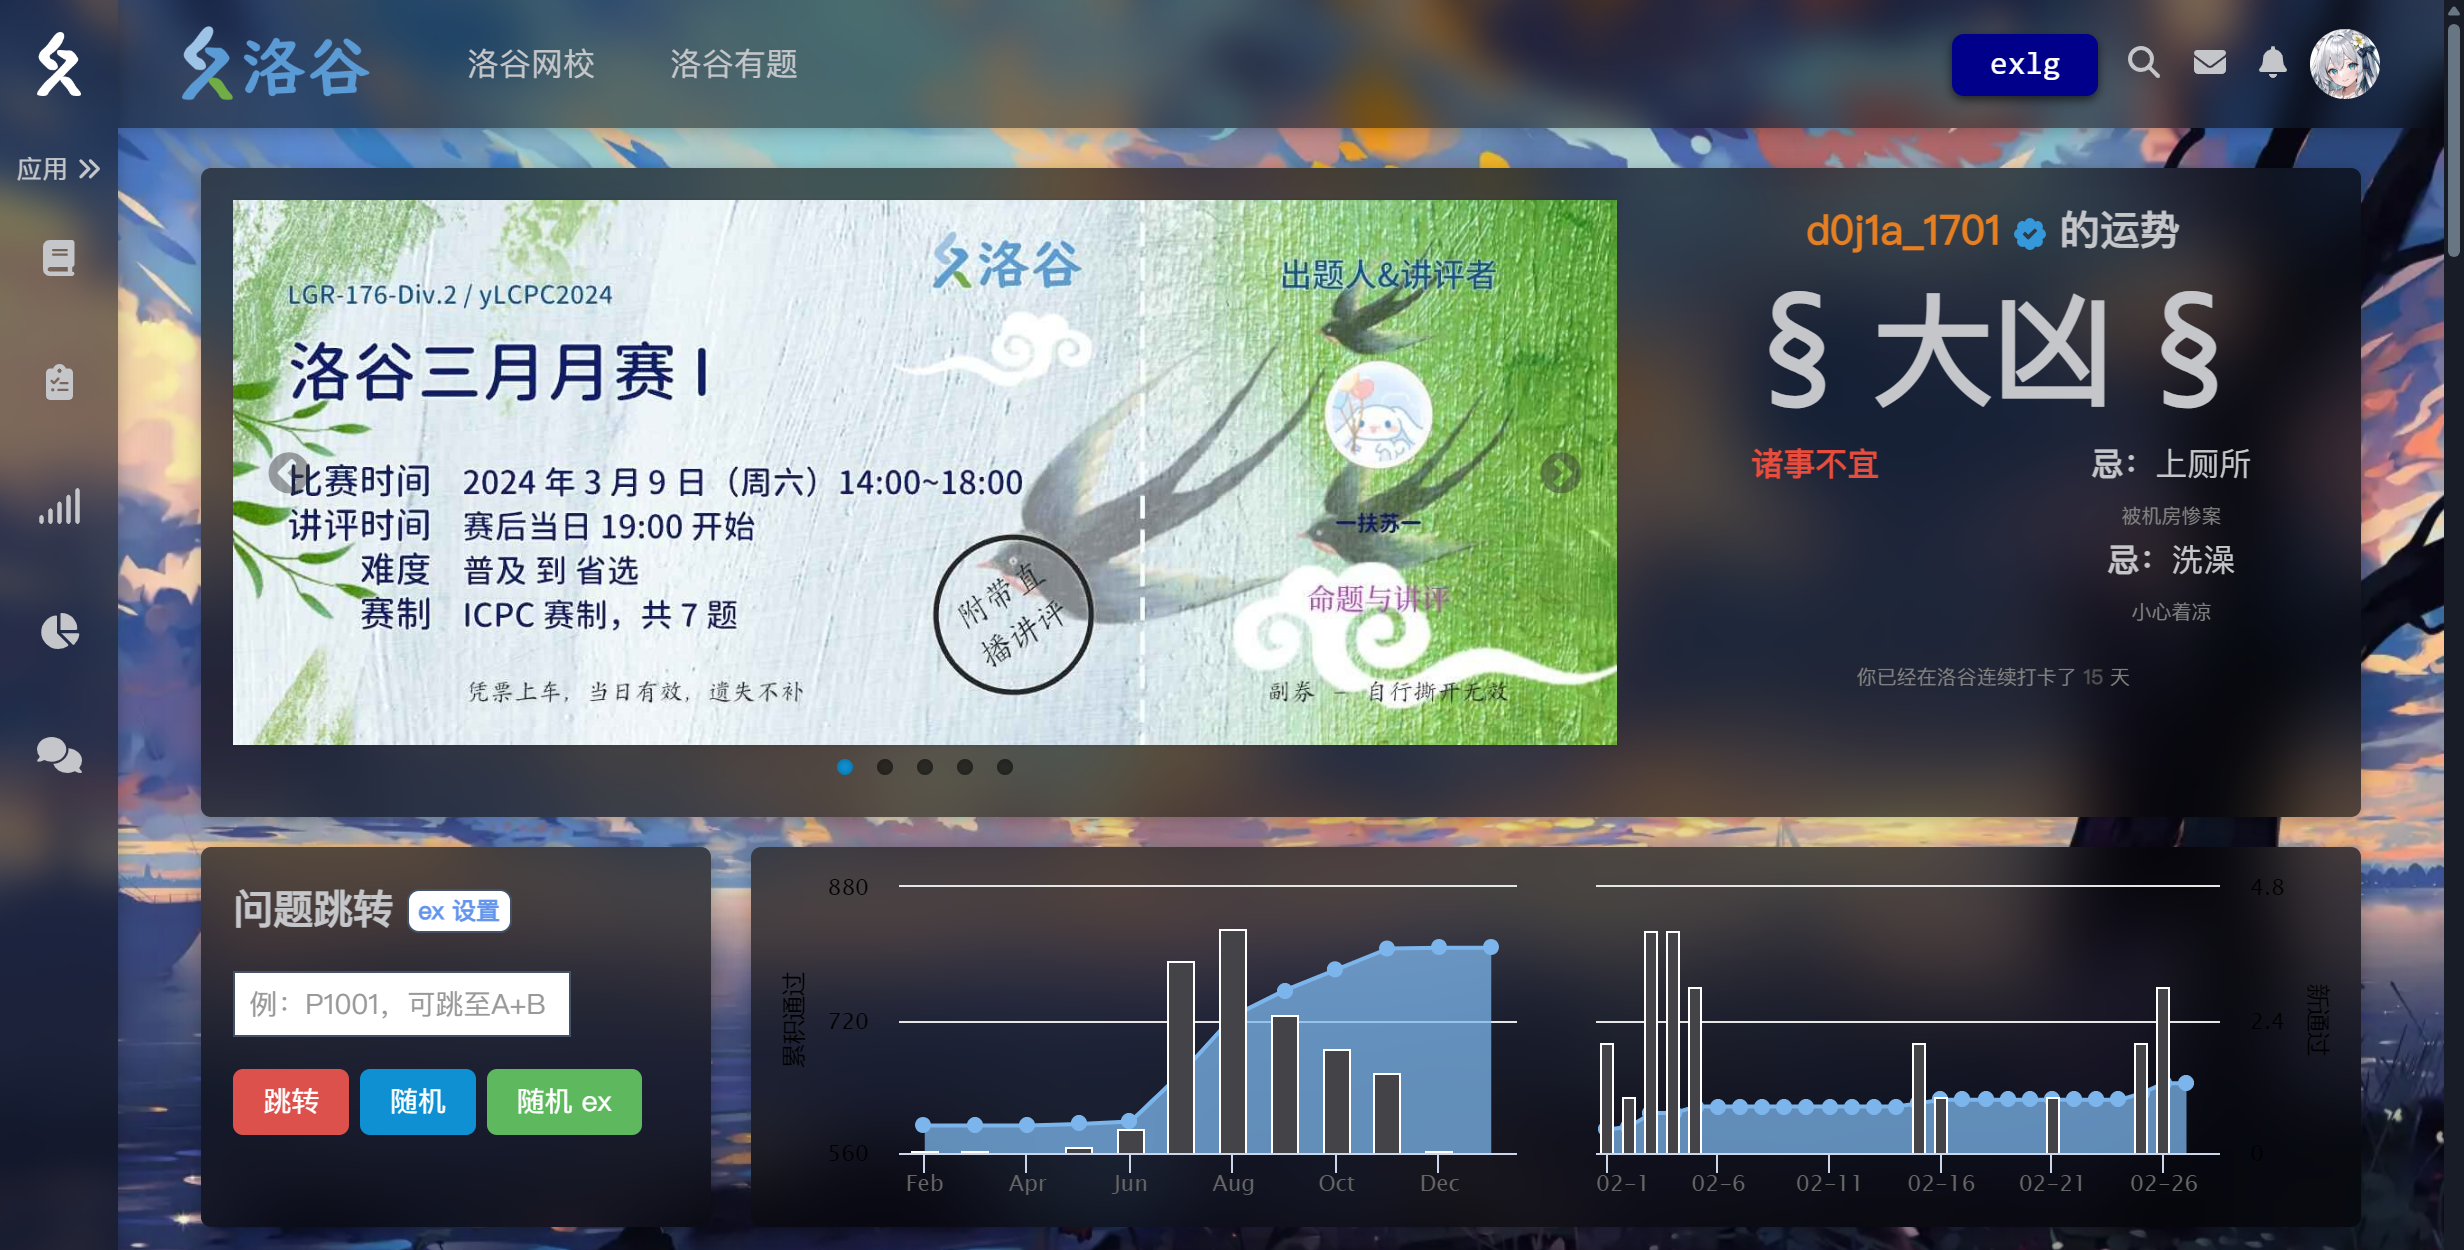 洛谷
洛谷网校
洛谷有题
exlg
应用
洛谷
LGR-176-Div.2 / yLCPC2024
洛谷三月月赛 I
比赛时间 2024 年 3 月 9 日（周六）14:00~18:00
讲评时间 赛后当日 19:00 开始
难度 普及 到 省选
赛制 ICPC 赛制，共 7 题
附带直
播讲评
凭票上车，当日有效，遗失不补
出题人&讲评者
一扶苏一
命题与讲评
副券 — 自行撕开无效
d0j1a_1701 的运势
§ 大凶 §
诸事不宜
忌：上厕所
被机房惨案
忌：洗澡
小心着凉
你已经在洛谷连续打卡了 15 天
问题跳转 ex 设置
例：P1001，可跳至A+B
跳转
随机
随机 ex
累积通过
880
720
560
Feb Apr Jun Aug Oct Dec
4.8
2.4
0
新通过
02-1 02-6 02-11 02-16 02-21 02-26